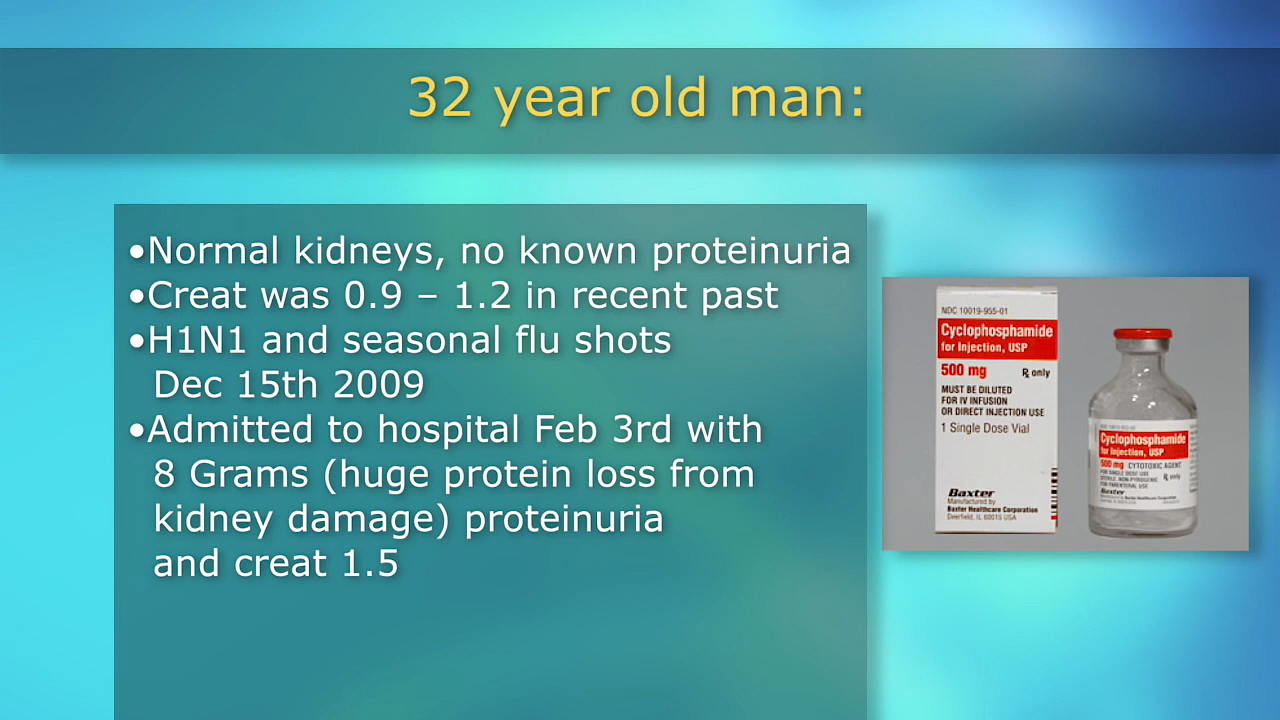 32 year old man:
•Normal kidneys, no known proteinuria
•Creat was 0.9 – 1.2 in recent past
•H1N1 and seasonal flu shots
Dec 15th 2009
•Admitted to hospital Feb 3rd with
8 Grams (huge protein loss from
kidney damage) proteinuria
and creat 1.5
NDC 10019-955-01
Cyclophosphamide
for Injection, USP
500 mg Rx only
MUST BE DILUTED
FOR IV INFUSION
OR DIRECT INJECTION USE
1 Single Dose Vial
Baxter
Manufactured by
Baxter Healthcare Corporation
Deerfield, IL 60015 USA
Cyclophosphamide
for Injection, USP
500 mg CYTOTOXIC AGENT
Rx only
Baxter